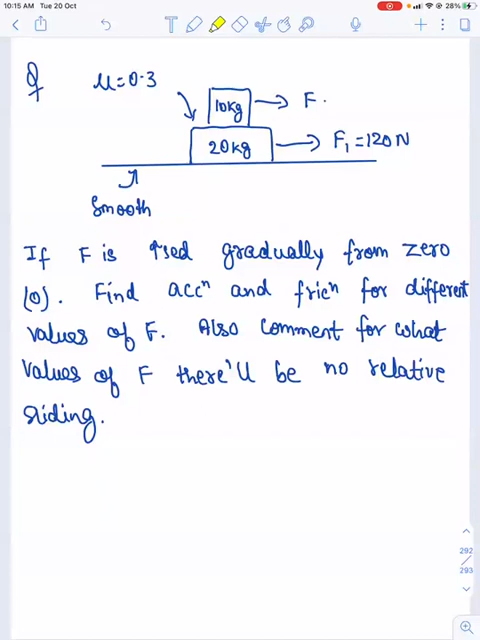 10:15 AM Tue 20 Oct
28%
Q μ=0.3
10kg → F.
20kg → F₁=120N
Smooth
If F is ↑sed gradually from zero
(0). Find accⁿ and fricⁿ for different
values of F. Also comment for what
values of F there'll be no relative
sliding.
292
/
293